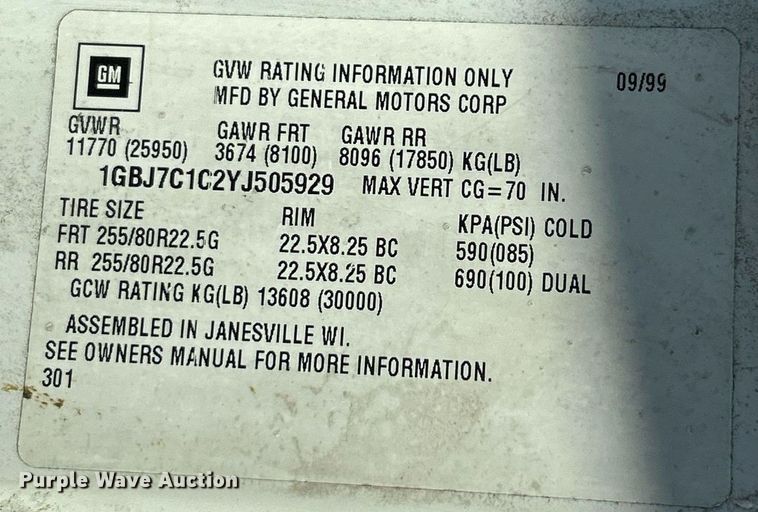 GM
GVW RATING INFORMATION ONLY 09/99
MFD BY GENERAL MOTORS CORP
GVWR GAWR FRT GAWR RR
11770 (25950) 3674 (8100) 8096 (17850) KG(LB)
1GBJ7C1C2YJ505929 MAX VERT CG=70 IN.
TIRE SIZE RIM KPA(PSI) COLD
FRT 255/80R22.5G 22.5X8.25 BC 590(085)
RR 255/80R22.5G 22.5X8.25 BC 690(100) DUAL
GCW RATING KG(LB) 13608 (30000)
ASSEMBLED IN JANESVILLE WI.
SEE OWNERS MANUAL FOR MORE INFORMATION.
301
Purple Wave Auction